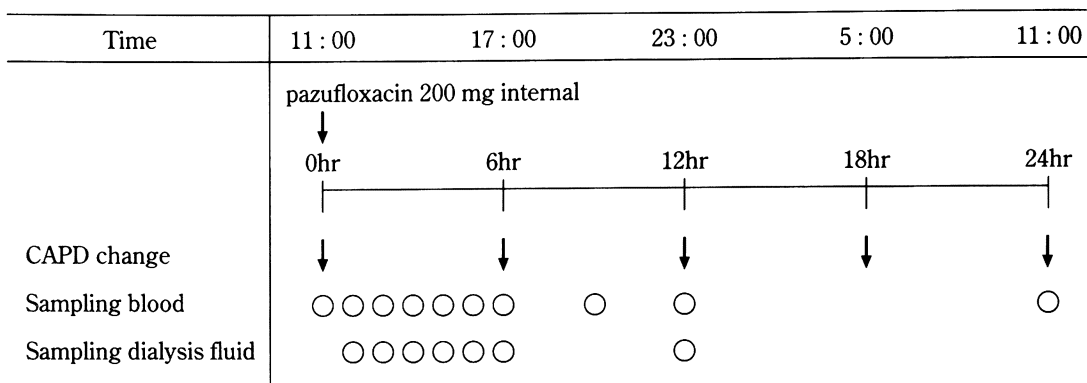 Time 11 : 00 17 : 00 23 : 00 5 : 00 11 : 00
pazufloxacin 200 mg internal
0hr 6hr 12hr 18hr 24hr
CAPD change
Sampling blood
Sampling dialysis fluid